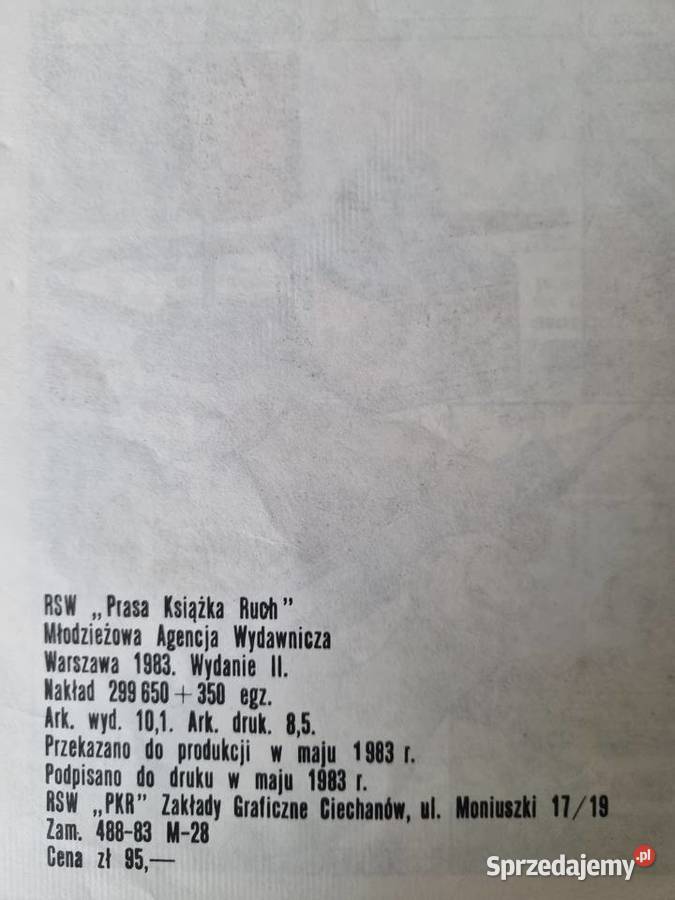 RSW „Prasa Książka Ruch”
Młodzieżowa Agencja Wydawnicza
Warszawa 1983. Wydanie II.
Nakład 299 650 + 350 egz.
Ark. wyd. 10,1. Ark. druk. 8,5.
Przekazano do produkcji w maju 1983 r.
Podpisano do druku w maju 1983 r.
RSW „PKR” Zakłady Graficzne Ciechanów, ul. Moniuszki 17/19
Zam. 488-83 M-28
Cena zł 95,—
Sprzedajemy.pl